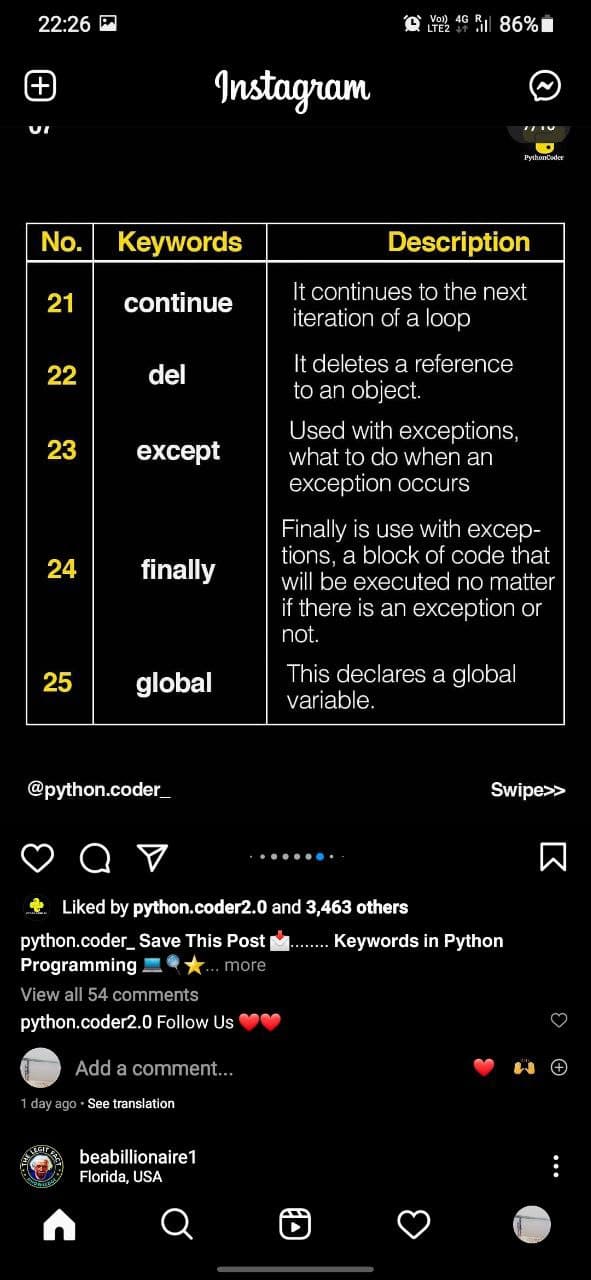 22:26 Vo)) LTE2 4G R 86%
Instagram
07
7/10
PythonCoder
No. Keywords Description
21 continue It continues to the next
iteration of a loop
22 del It deletes a reference
to an object.
23 except Used with exceptions,
what to do when an
exception occurs
24 finally Finally is use with excep-
tions, a block of code that
will be executed no matter
if there is an exception or
not.
25 global This declares a global
variable.
@python.coder_ Swipe>>
Liked by python.coder2.0 and 3,463 others
python.coder_ Save This Post 📩........ Keywords in Python
Programming 💻🔍⭐... more
View all 54 comments
python.coder2.0 Follow Us ❤️❤️
Add a comment...
1 day ago • See translation
beabillionaire1
Florida, USA